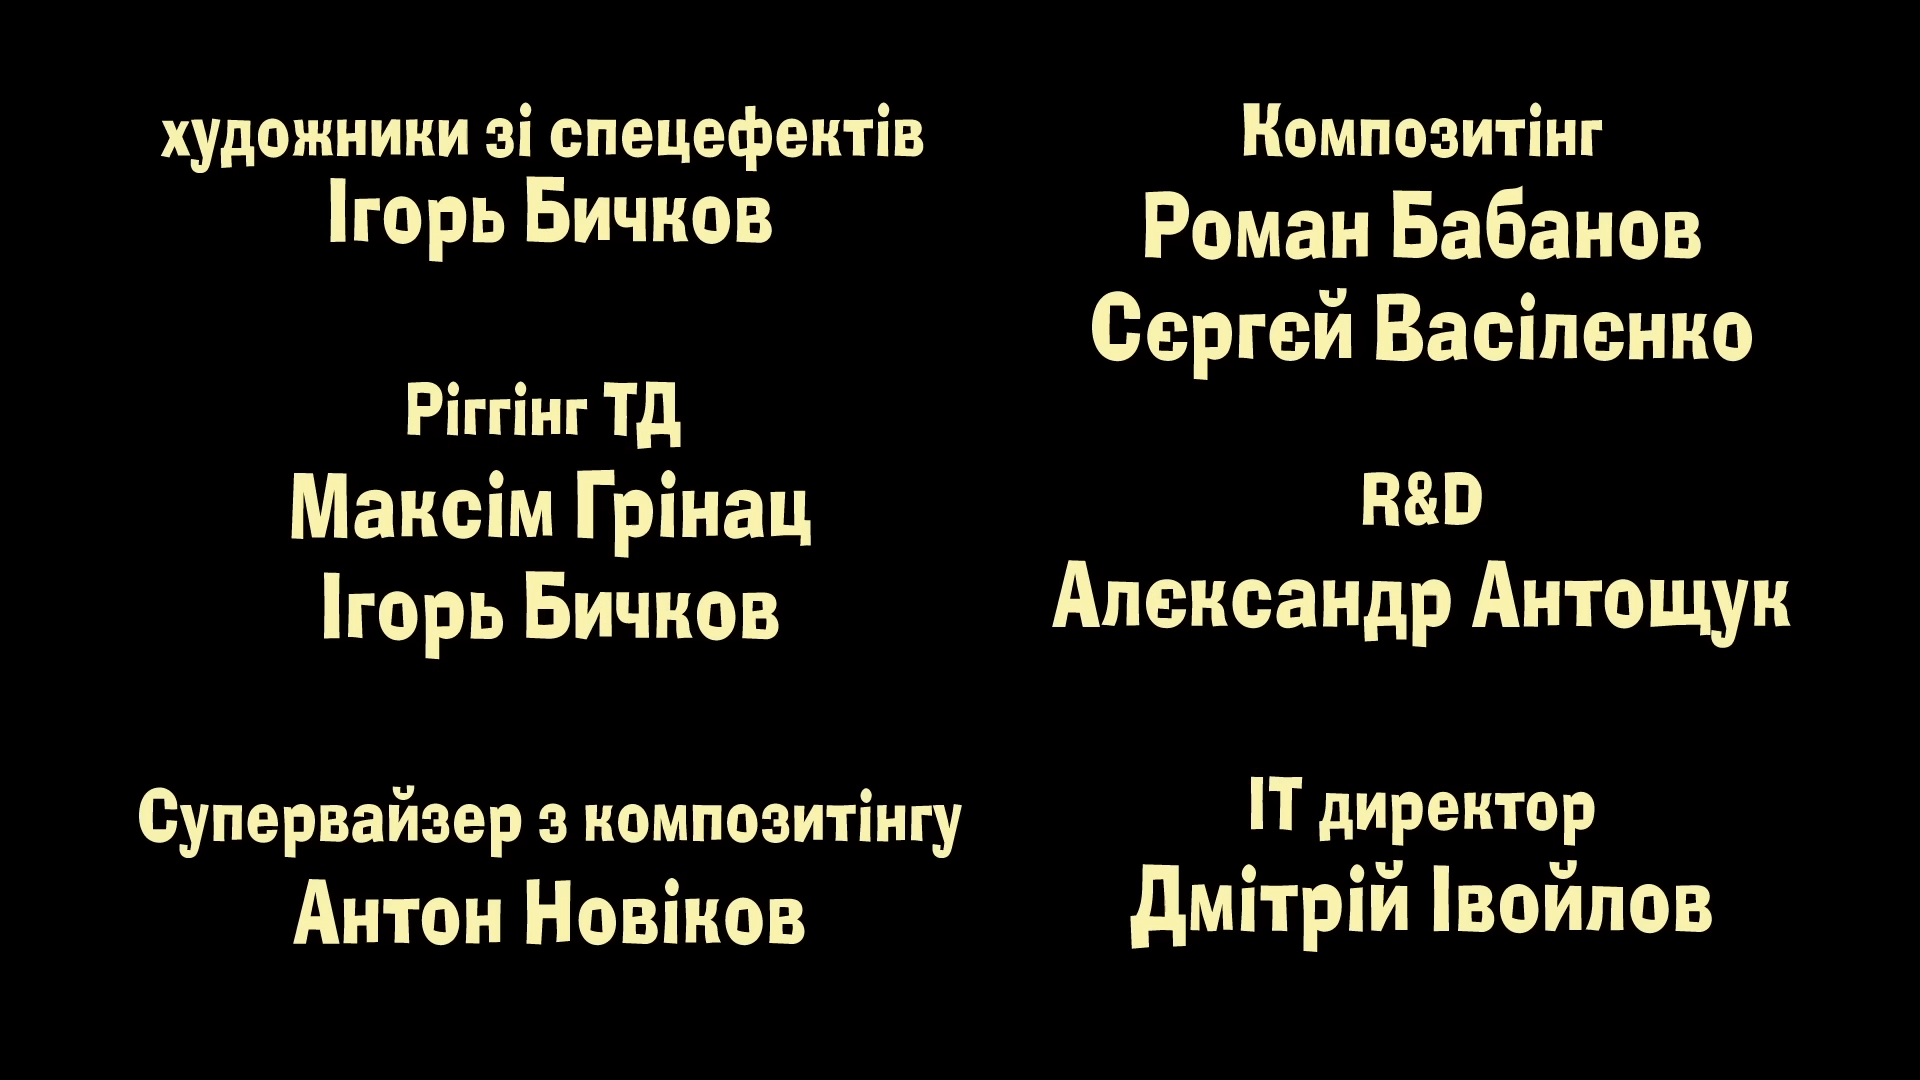 художники зі спецефектів
Ігорь Бичков
Ріггінг ТД
Максім Грінац
Ігорь Бичков
Супервайзер з композитінгу
Антон Новіков
Композитінг
Роман Бабанов
Сєргєй Васілєнко
R&D
Алєксандр Антощук
ІТ директор
Дмітрій Івойлов